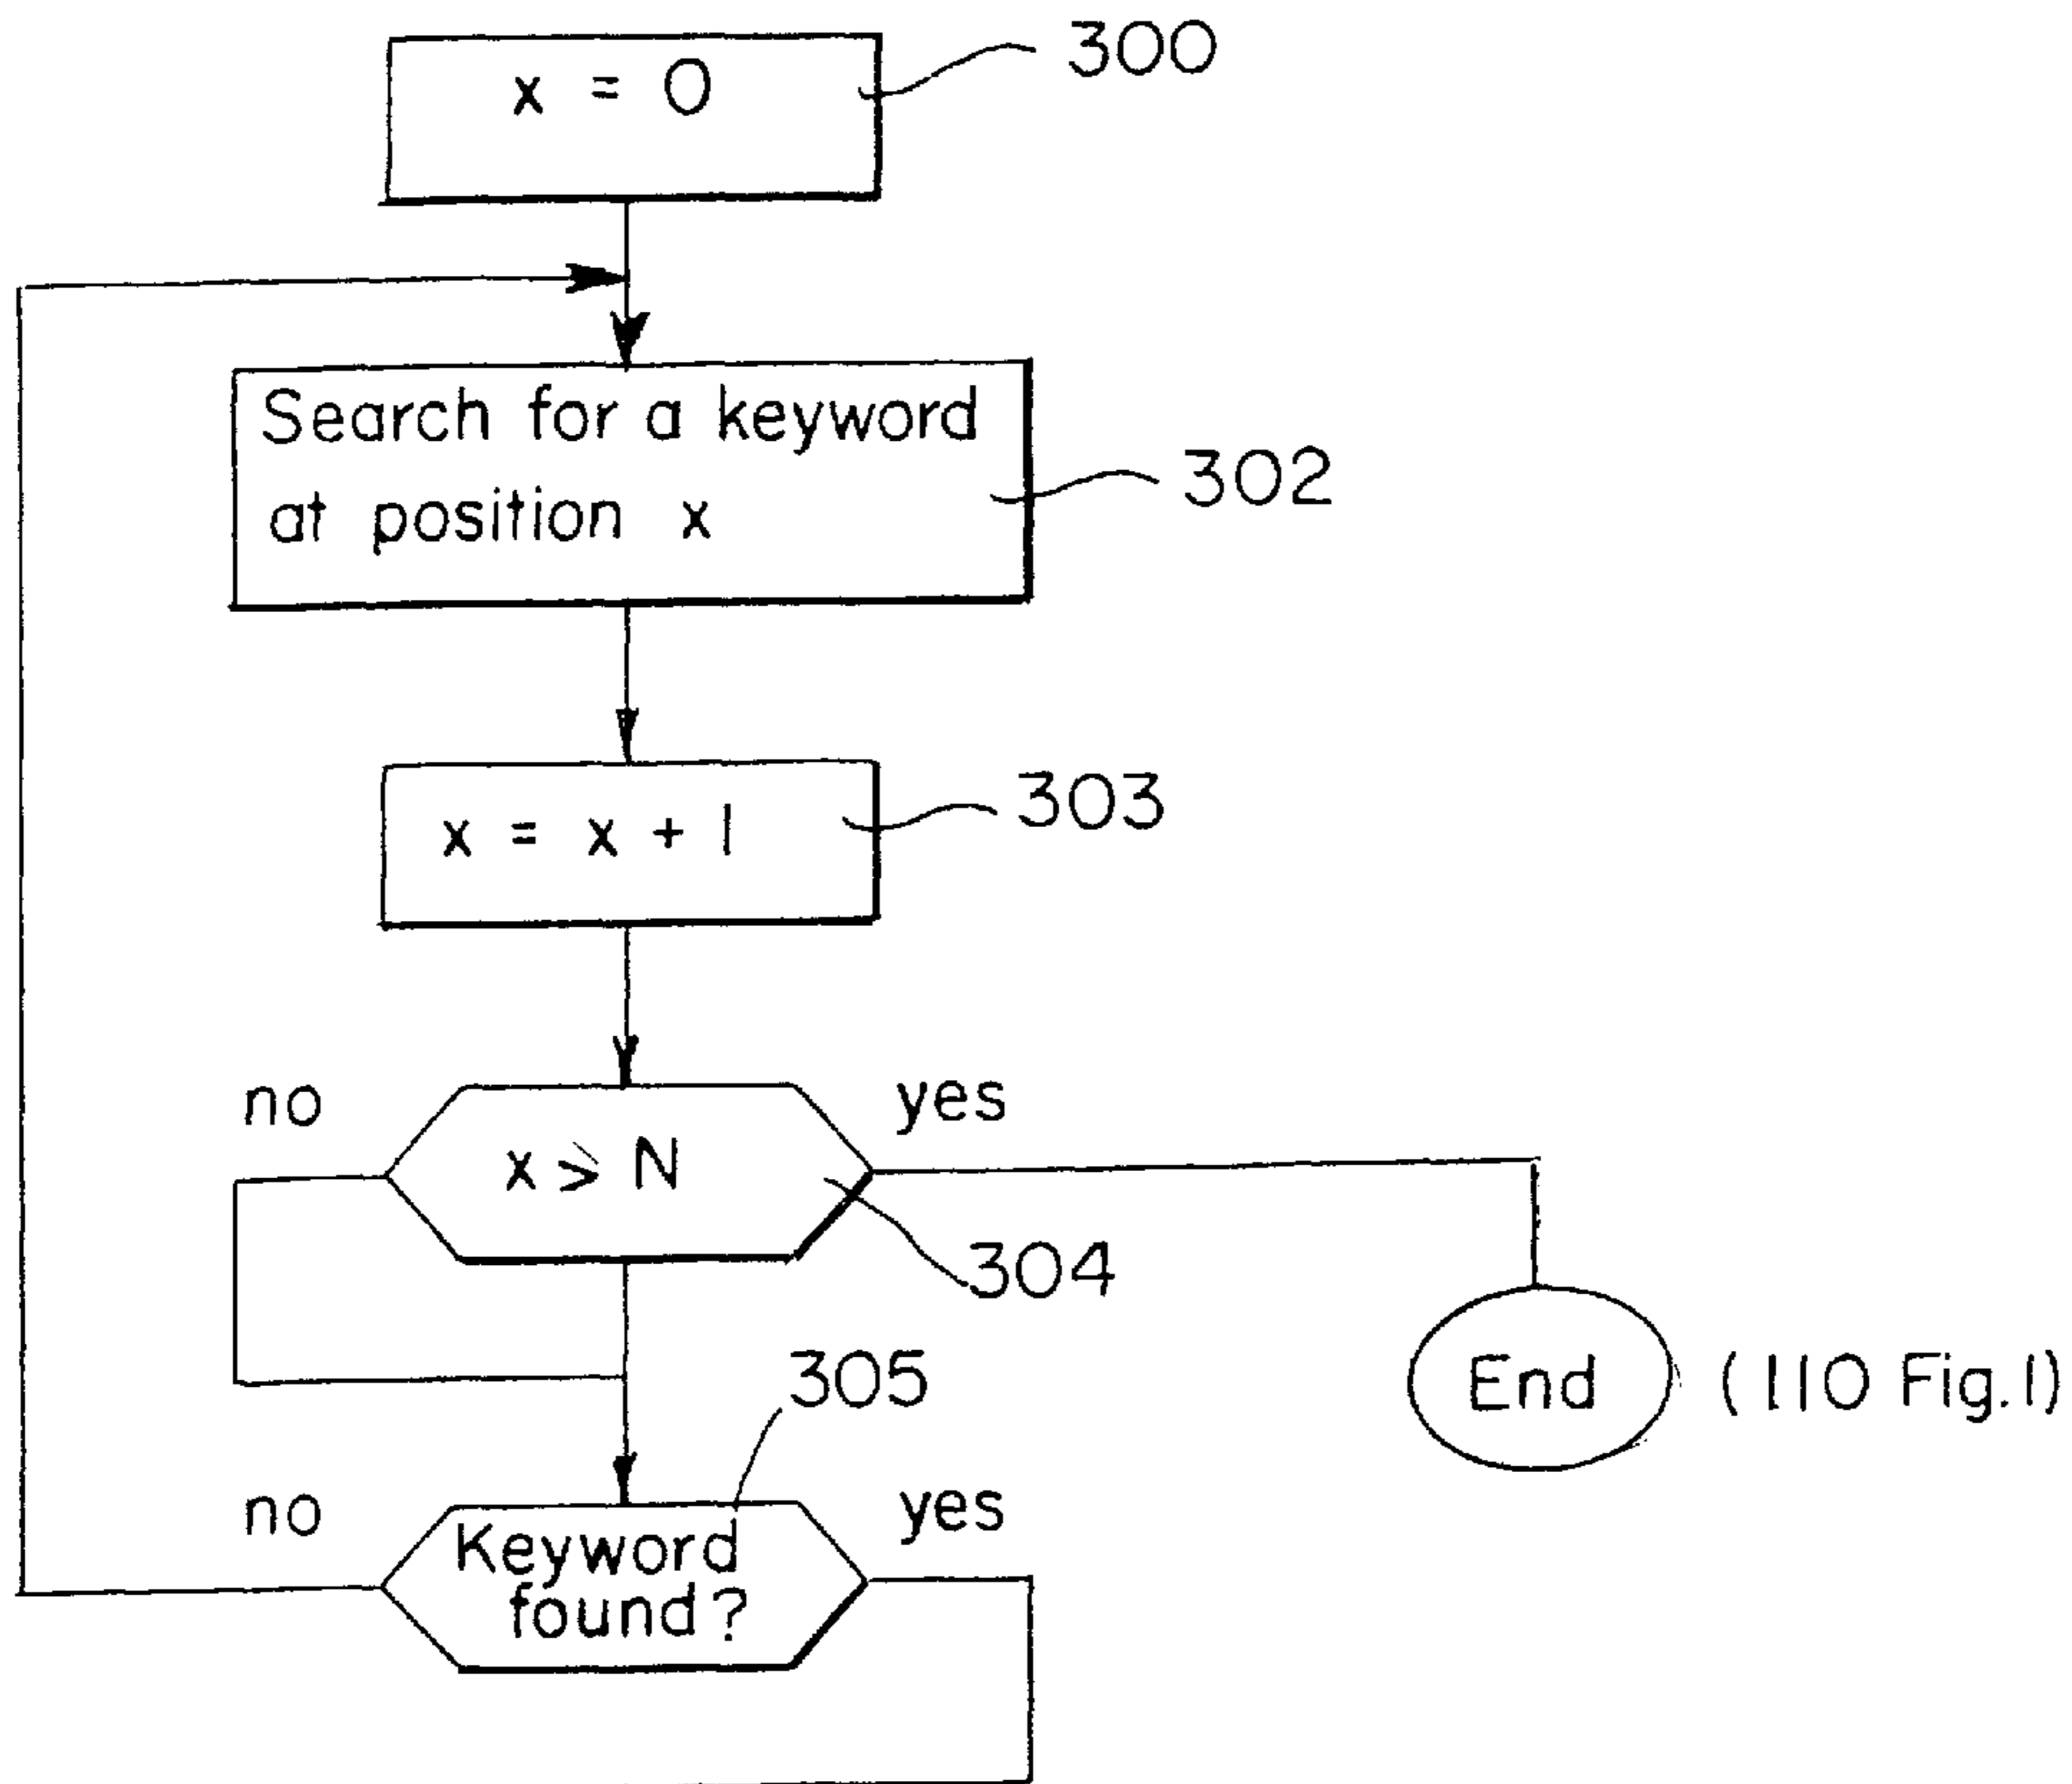 x = 0
300
Search for a keyword
at position x
302
x = x + 1
303
no
yes
x ⩾ N
304
305
End
(110 Fig.1)
no
yes
Keyword
found?